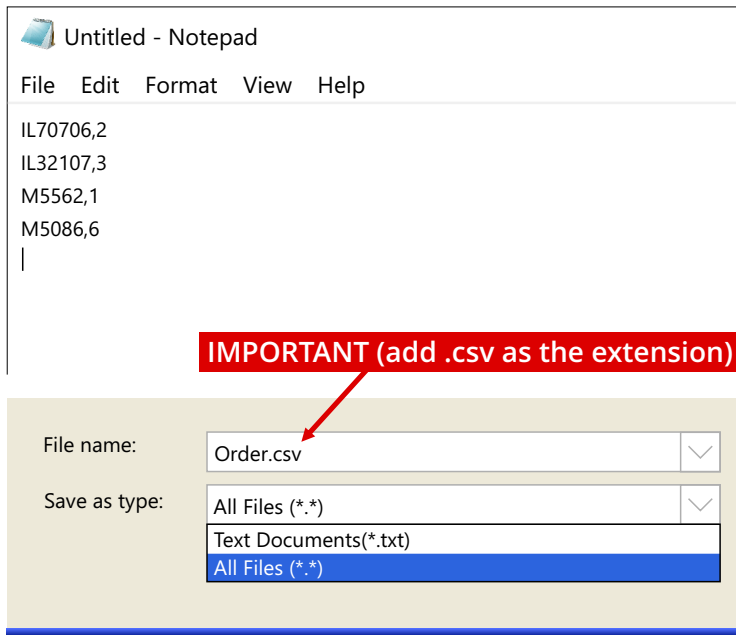 Untitled - Notepad
File Edit Format View Help
IL70706,2
IL32107,3
M5562,1
M5086,6
IMPORTANT (add .csv as the extension)
File name: Order.csv
Save as type: All Files (*.*)
Text Documents(*.txt)
All Files (*.*)